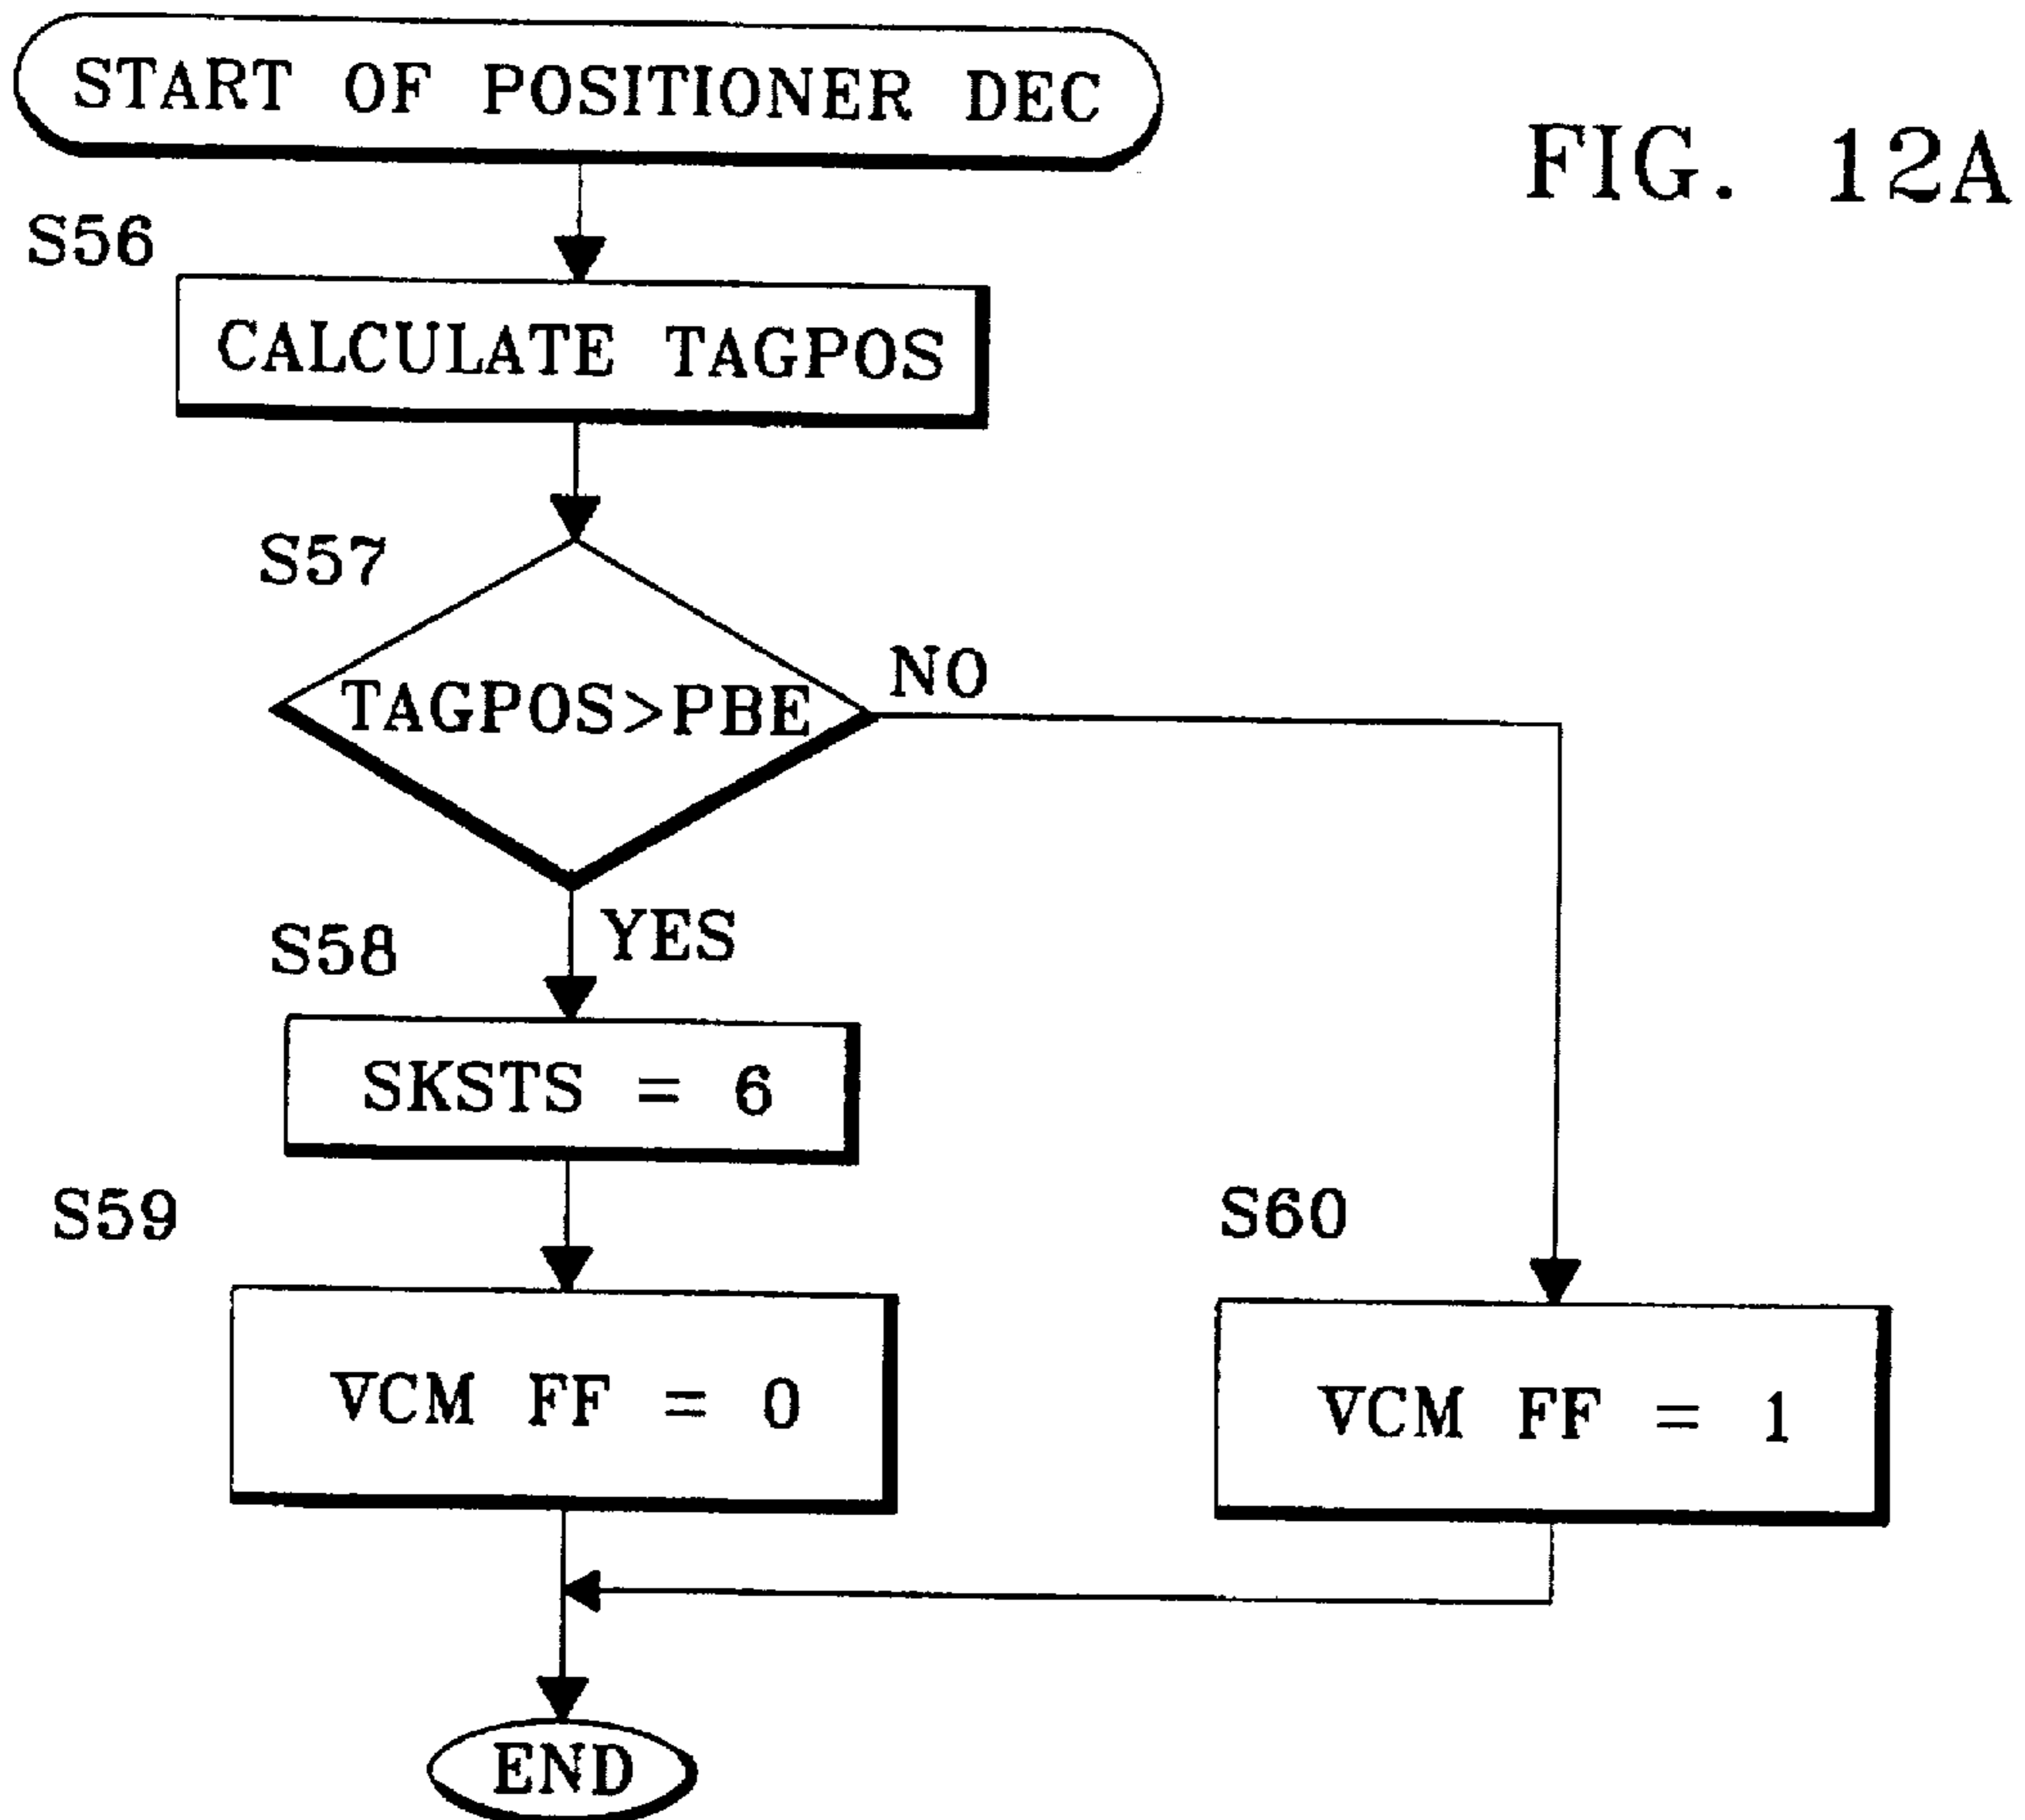 START OF POSITIONER DEC
FIG. 12A
S56
CALCULATE TAGPOS
S57
TAGPOS>PBE
NO
YES
S58
SKSTS = 6
S59
VCM FF = 0
S60
VCM FF = 1
END